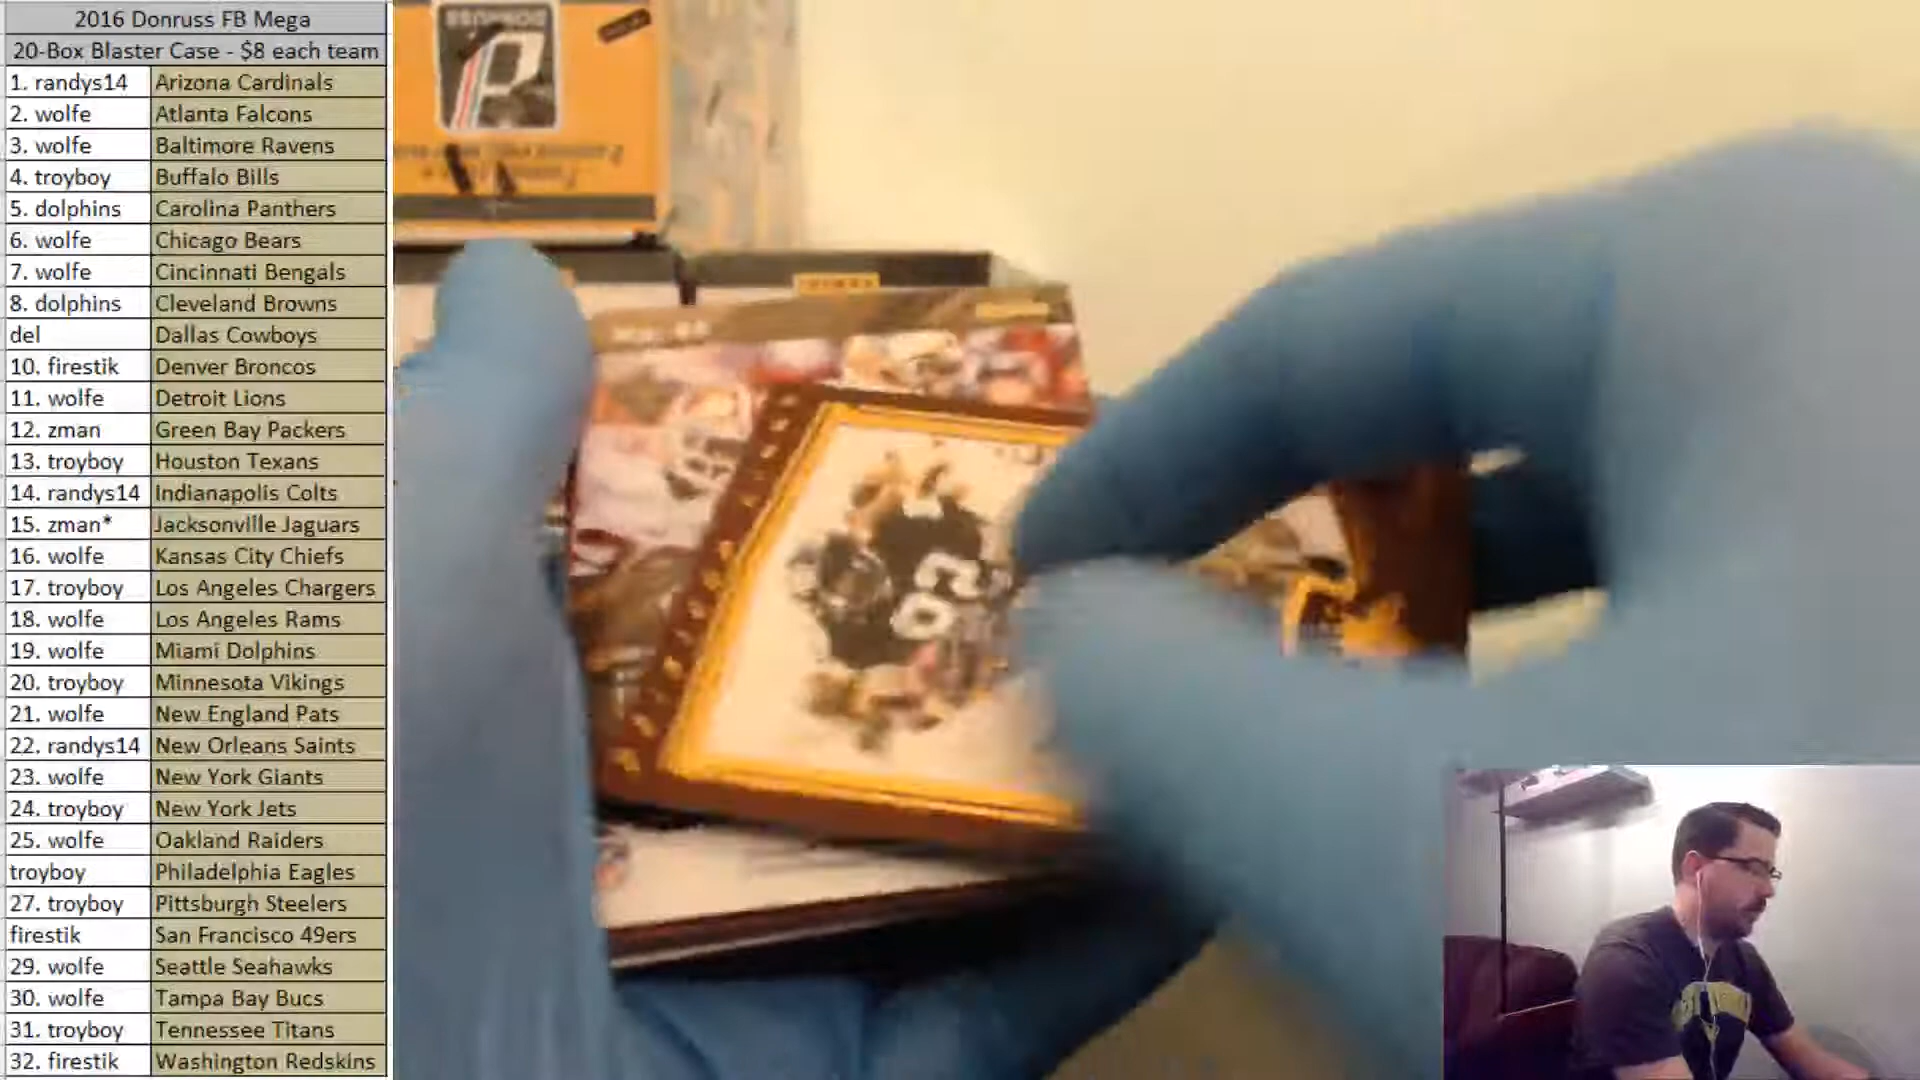 2016 Donruss FB Mega
20-Box Blaster Case - $8 each team
1. randys14 Arizona Cardinals
2. wolfe Atlanta Falcons
3. wolfe Baltimore Ravens
4. troyboy Buffalo Bills
5. dolphins Carolina Panthers
6. wolfe Chicago Bears
7. wolfe Cincinnati Bengals
8. dolphins Cleveland Browns
del Dallas Cowboys
10. firestik Denver Broncos
11. wolfe Detroit Lions
12. zman Green Bay Packers
13. troyboy Houston Texans
14. randys14 Indianapolis Colts
15. zman* Jacksonville Jaguars
16. wolfe Kansas City Chiefs
17. troyboy Los Angeles Chargers
18. wolfe Los Angeles Rams
19. wolfe Miami Dolphins
20. troyboy Minnesota Vikings
21. wolfe New England Pats
22. randys14 New Orleans Saints
23. wolfe New York Giants
24. troyboy New York Jets
25. wolfe Oakland Raiders
troyboy Philadelphia Eagles
27. troyboy Pittsburgh Steelers
firestik San Francisco 49ers
29. wolfe Seattle Seahawks
30. wolfe Tampa Bay Bucs
31. troyboy Tennessee Titans
32. firestik Washington Redskins
DONRUSS